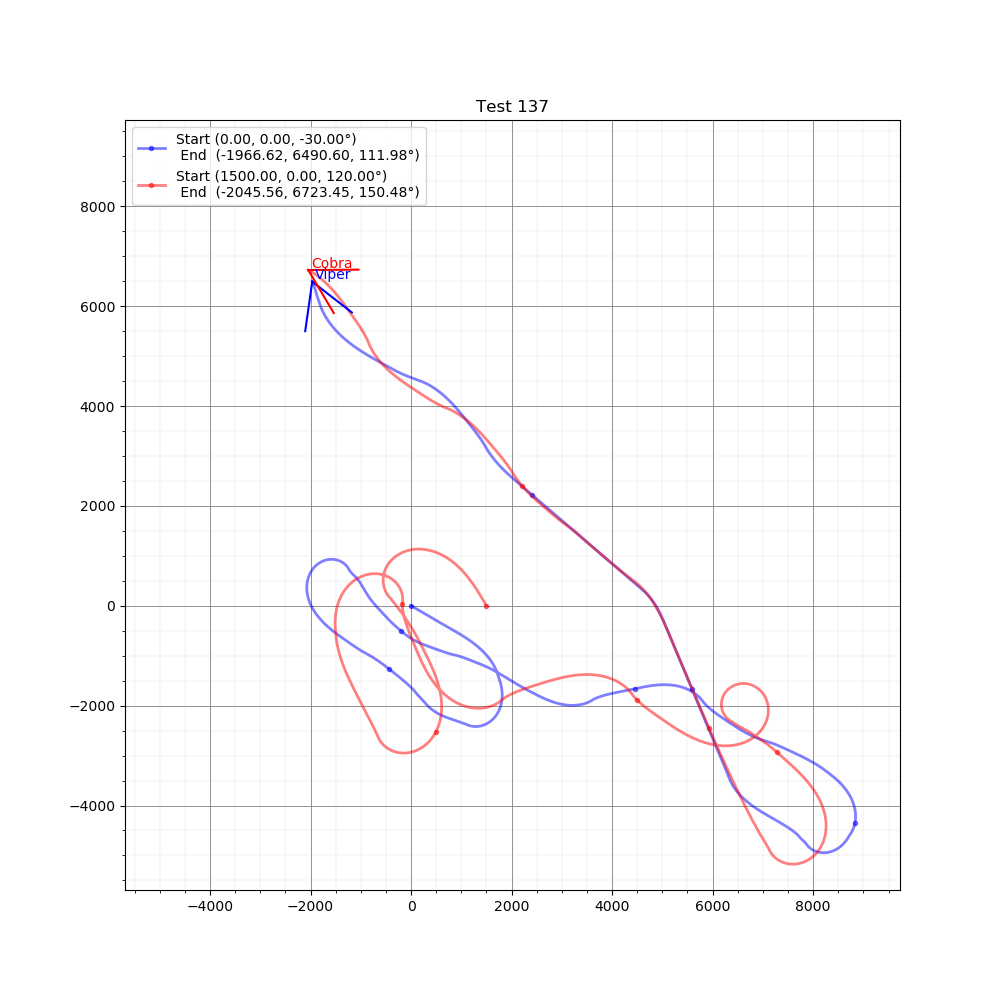 Test 137
Start (0.00, 0.00, -30.00°)
End (-1966.62, 6490.60, 111.98°)
Start (1500.00, 0.00, 120.00°)
End (-2045.56, 6723.45, 150.48°)
8000
6000
4000
2000
0
−2000
−4000
Cobra
Viper
−4000 −2000 0 2000 4000 6000 8000